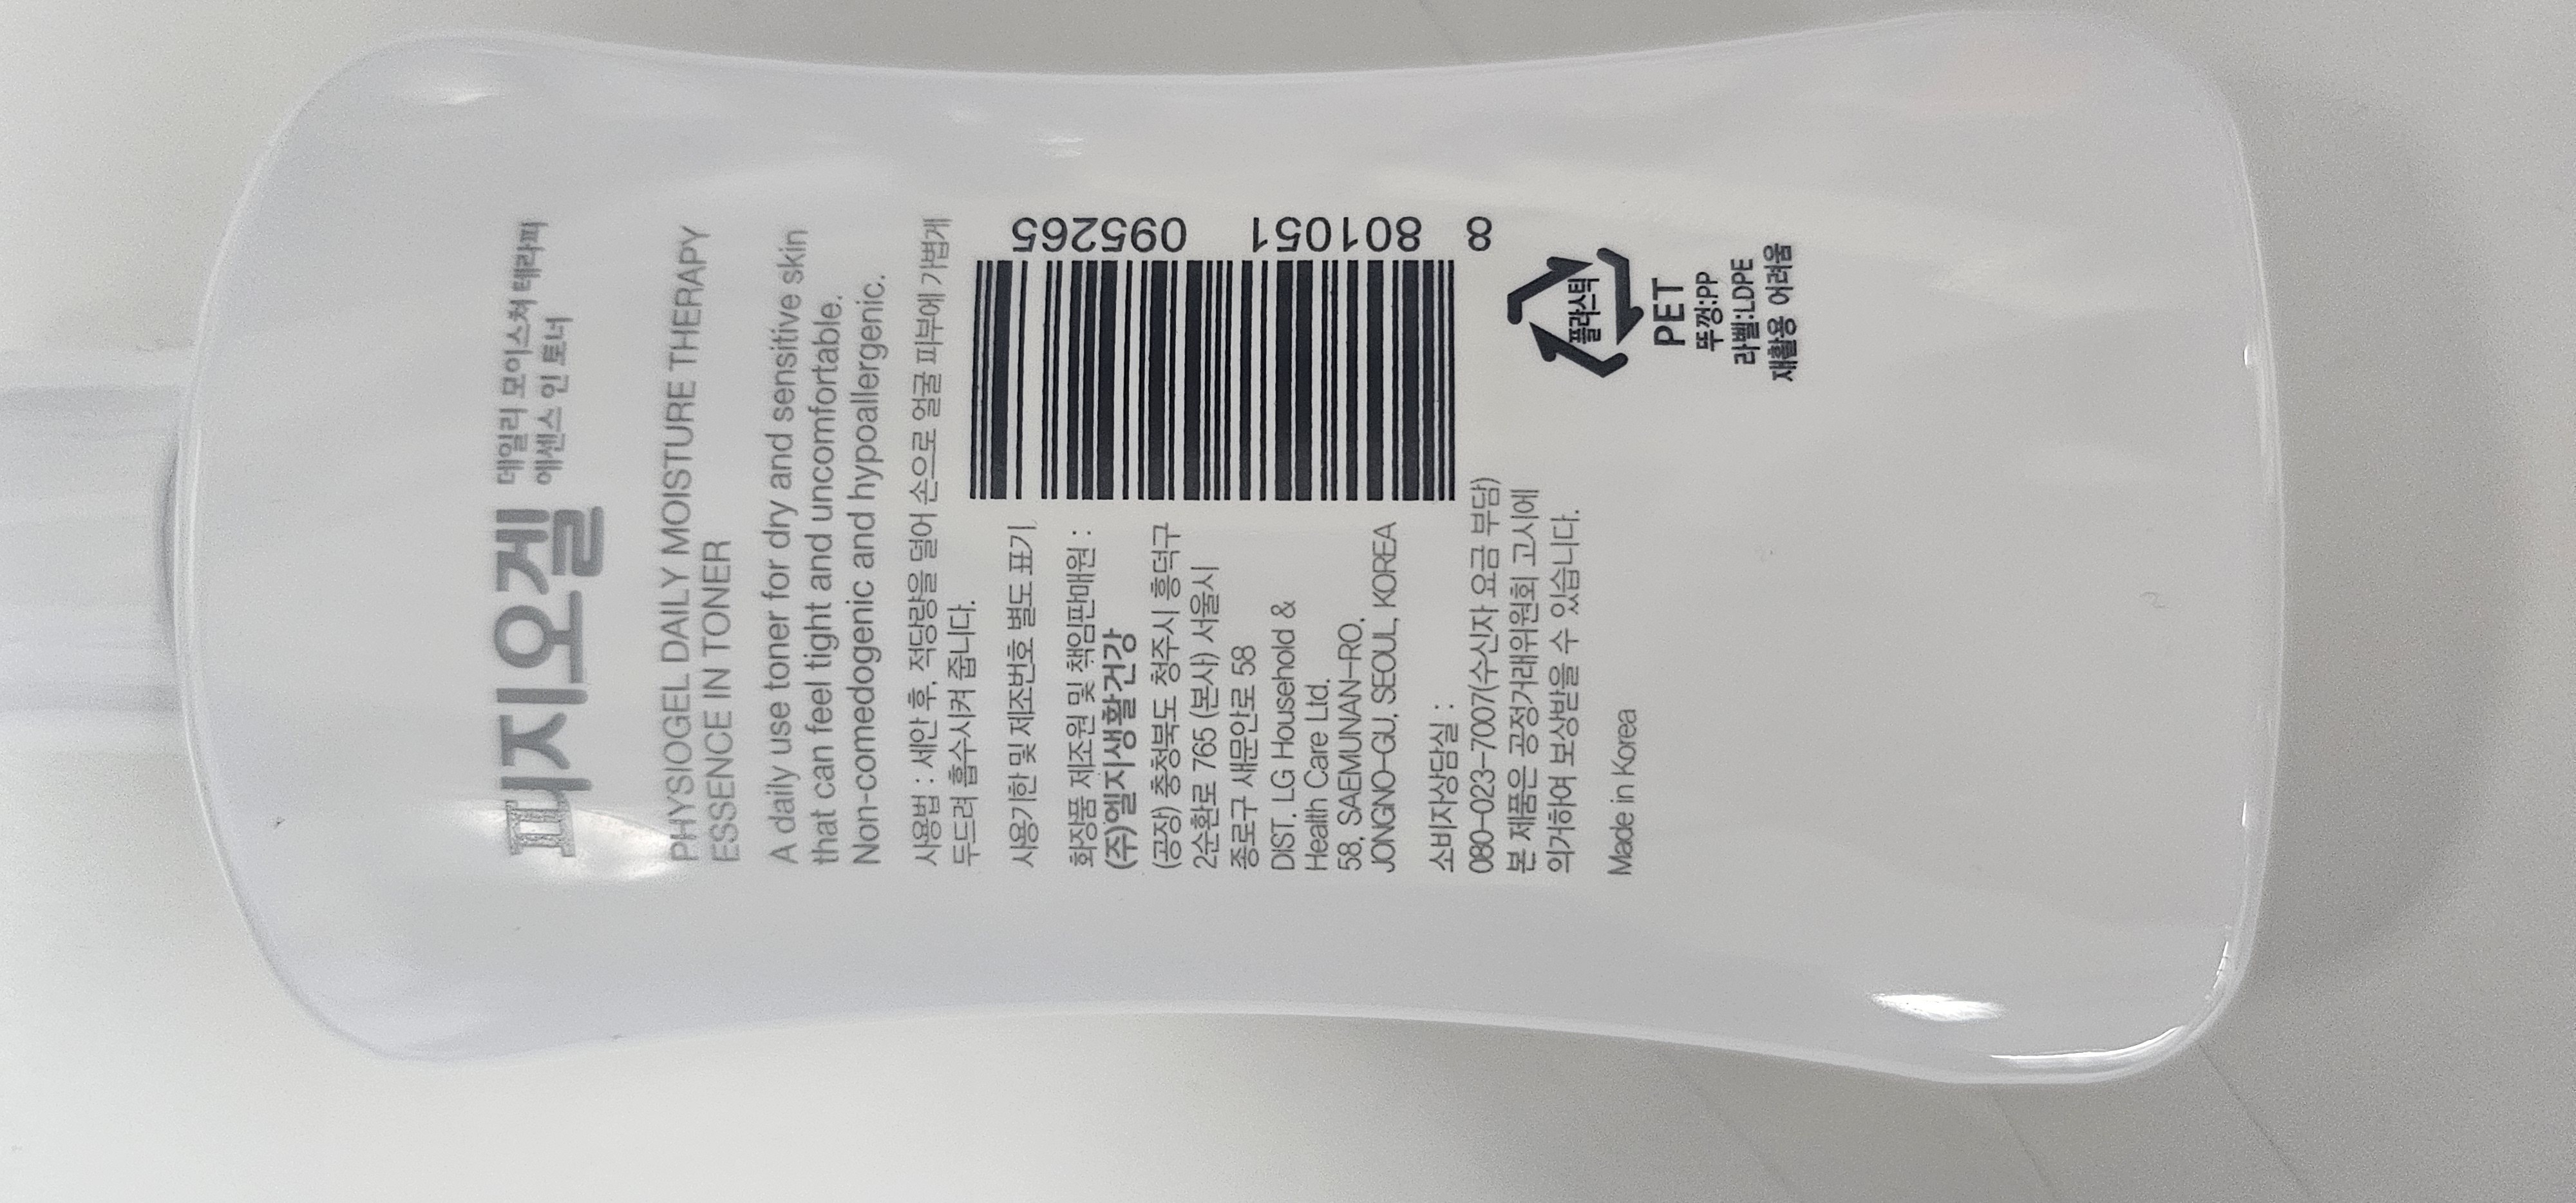 피지오겔
데일리 모이스처 테라피
에센스 인 토너
PHYSIOGEL DAILY MOISTURE THERAPY
ESSENCE IN TONER
A daily use toner for dry and sensitive skin
that can feel tight and uncomfortable.
Non-comedogenic and hypoallergenic.
사용법 : 세안 후, 적당량을 덜어 손으로 얼굴 피부에 가볍게
두드려 흡수시켜 줍니다.
사용기한 및 제조번호 별도 표기
화장품 제조원 및 책임판매원 :
(주)엘지생활건강
(공장) 충청북도 청주시 흥덕구
2순환로 765 (본사) 서울시
종로구 새문안로 58
DIST. LG Household &
Health Care Ltd.
58, SAEMUNAN-RO,
JONGNO-GU, SEOUL, KOREA
소비자상담실 :
080-023-7007(수신자 요금 부담)
본 제품은 공정거래위원회 고시에
의거하여 보상받을 수 있습니다.
Made in Korea
8 801051 095265
플라스틱
PET
뚜껑:PP
라벨:LDPE
재활용 어려움